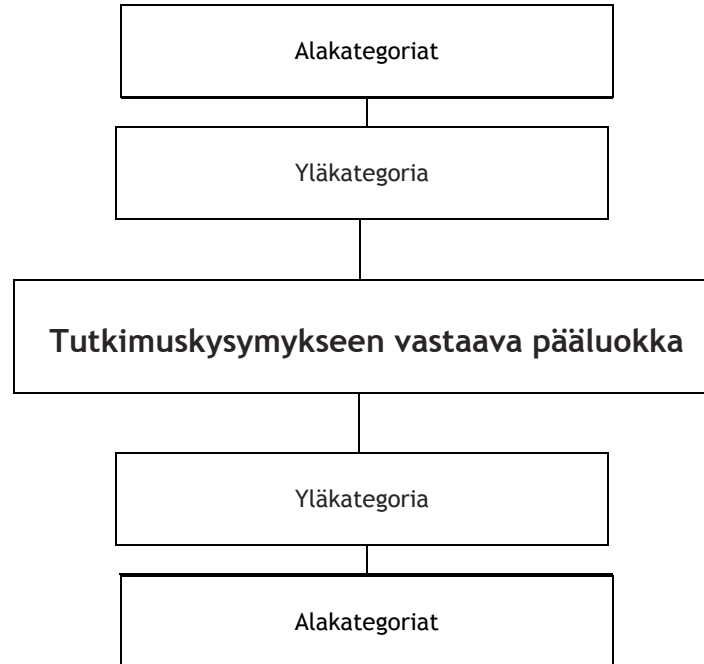 Alakategoriat
Yläkategoria
Tutkimuskysymykseen vastaava pääluokka
Yläkategoria
Alakategoriat